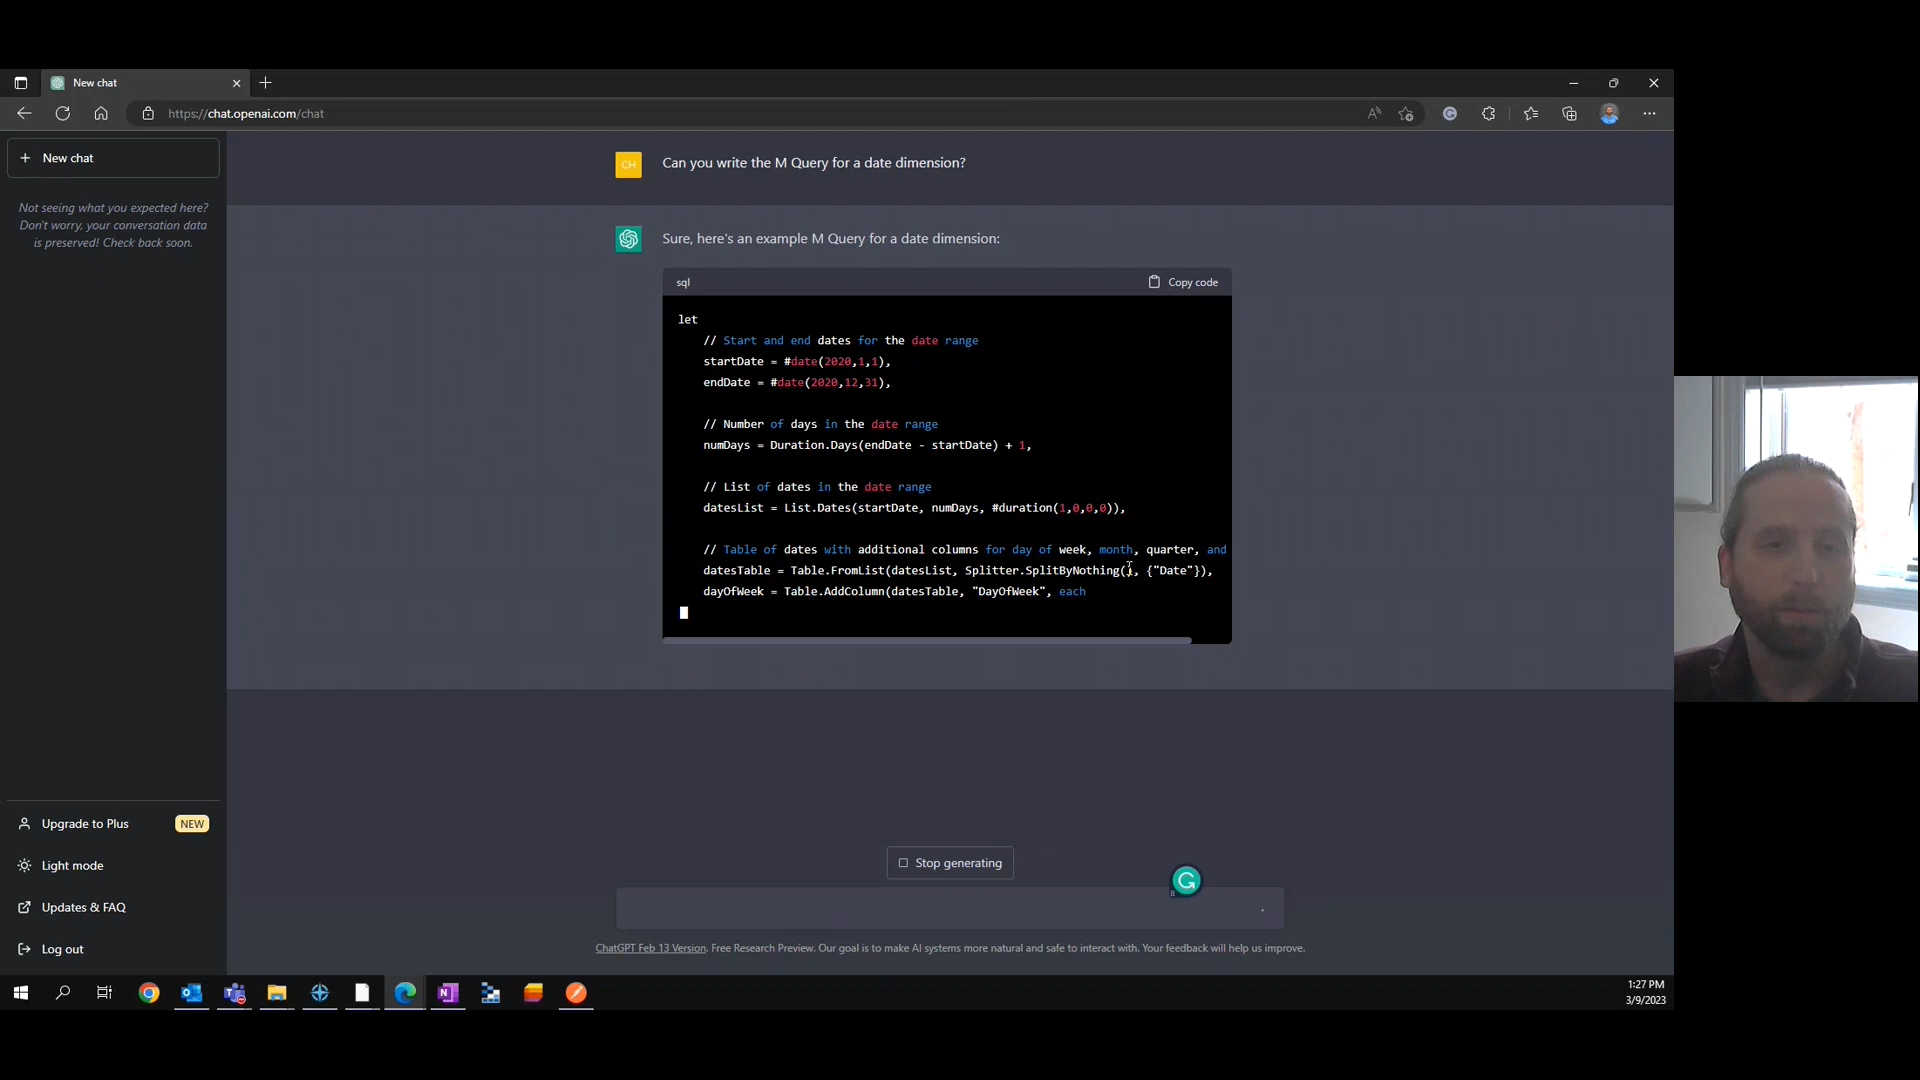 New chat
https://chat.openai.com/chat
New chat
Not seeing what you expected here?
Don't worry, your conversation data
is preserved! Check back soon.
CH
Can you write the M Query for a date dimension?
Sure, here's an example M Query for a date dimension:
sql
Copy code
let
// Start and end dates for the date range
startDate = #date(2020,1,1),
endDate = #date(2020,12,31),
// Number of days in the date range
numDays = Duration.Days(endDate - startDate) + 1,
// List of dates in the date range
datesList = List.Dates(startDate, numDays, #duration(1,0,0,0)),
// Table of dates with additional columns for day of week, month, quarter, and
datesTable = Table.FromList(datesList, Splitter.SplitByNothing(), {"Date"}),
dayOfWeek = Table.AddColumn(datesTable, "DayOfWeek", each
Stop generating
Upgrade to Plus
NEW
Light mode
Updates & FAQ
Log out
ChatGPT Feb 13 Version. Free Research Preview. Our goal is to make AI systems more natural and safe to interact with. Your feedback will help us improve.
1:27 PM
3/9/2023